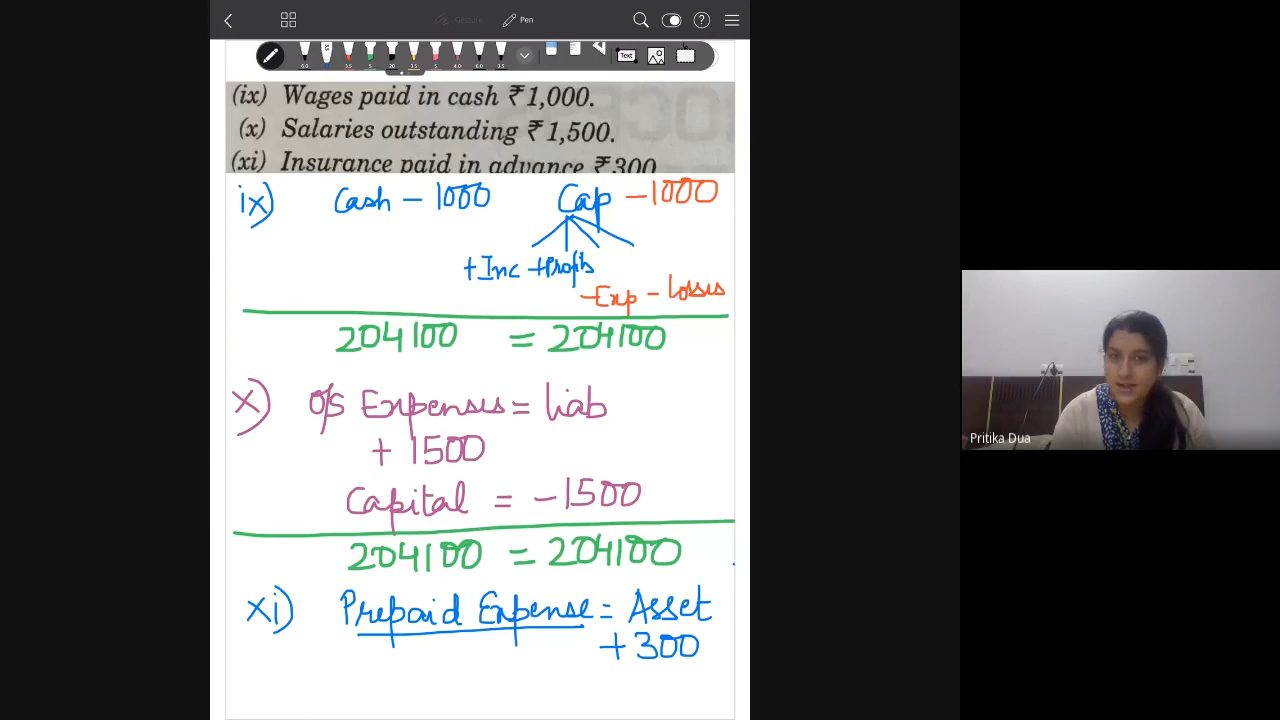 Gesture Pen
Text
(ix) Wages paid in cash ₹1,000.
(x) Salaries outstanding ₹1,500.
(xi) Insurance paid in advance ₹300
ix) Cash - 1000 Cap - 1000
+Inc +Profits
-Exp - losses
204100 = 204100
x) o/s Expenses = liab
+ 1500
Capital = -1500
204100 = 204100
xi) Prepaid Expense = Asset
+ 300
Pritika Dua